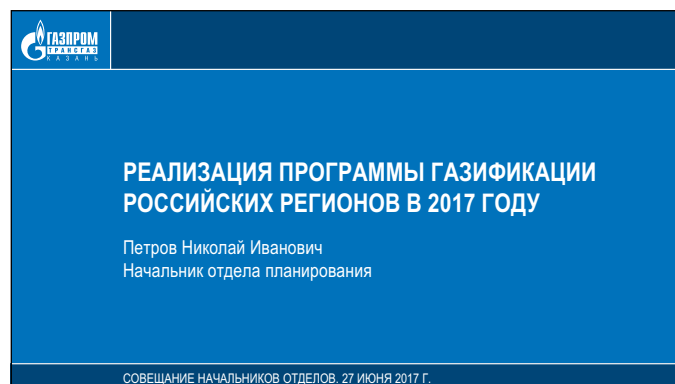 ГАЗПРОМ
ТРАНСГАЗ
КАЗАНЬ
РЕАЛИЗАЦИЯ ПРОГРАММЫ ГАЗИФИКАЦИИ
РОССИЙСКИХ РЕГИОНОВ В 2017 ГОДУ
Петров Николай Иванович
Начальник отдела планирования
СОВЕЩАНИЕ НАЧАЛЬНИКОВ ОТДЕЛОВ. 27 ИЮНЯ 2017 Г.